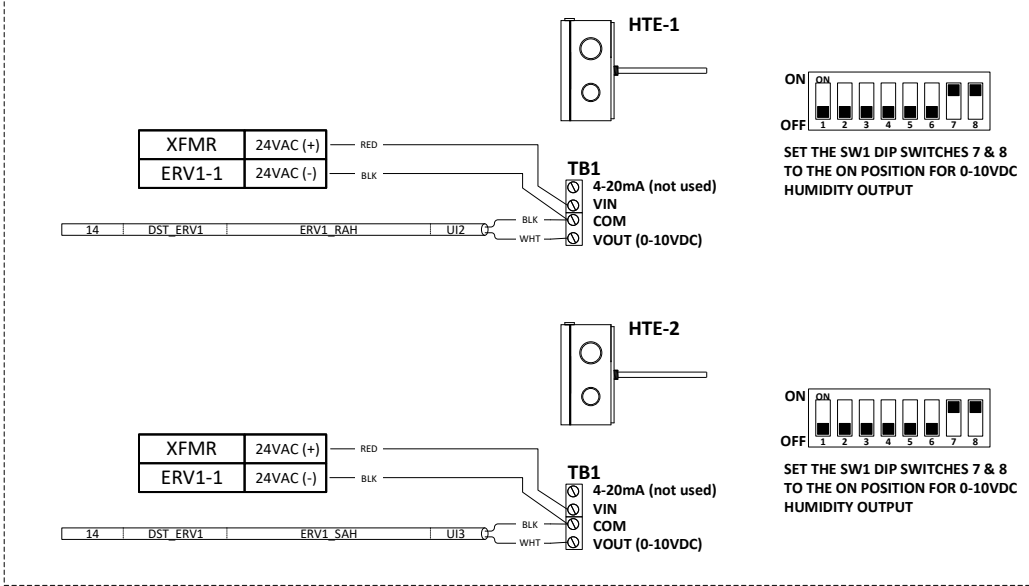 HTE-1
ON
ON
OFF
1 2 3 4 5 6 7 8
SET THE SW1 DIP SWITCHES 7 & 8
TO THE ON POSITION FOR 0-10VDC
HUMIDITY OUTPUT
XFMR 24VAC (+) RED
ERV1-1 24VAC (-) BLK
TB1
4-20mA (not used)
VIN
COM
VOUT (0-10VDC)
BLK
14 DST_ERV1 ERV1_RAH UI2
WHT
HTE-2
ON
ON
OFF
1 2 3 4 5 6 7 8
SET THE SW1 DIP SWITCHES 7 & 8
TO THE ON POSITION FOR 0-10VDC
HUMIDITY OUTPUT
XFMR 24VAC (+) RED
ERV1-1 24VAC (-) BLK
TB1
4-20mA (not used)
VIN
COM
VOUT (0-10VDC)
BLK
14 DST_ERV1 ERV1_SAH UI3
WHT